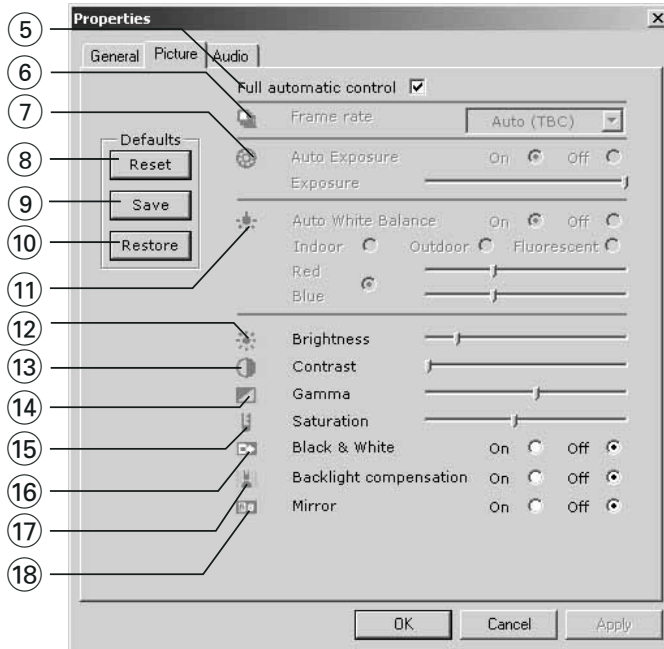 Properties
General Picture Audio
5
Full automatic control
6
Frame rate Auto (TBC)
7
Auto Exposure On Off
Exposure
Defaults
8
Reset
9
Save
10
Restore
11
Auto White Balance On Off
Indoor Outdoor Fluorescent
Red
Blue
12
Brightness
13
Contrast
14
Gamma
15
Saturation
16
Black & White On Off
17
Backlight compensation On Off
18
Mirror On Off
OK Cancel Apply